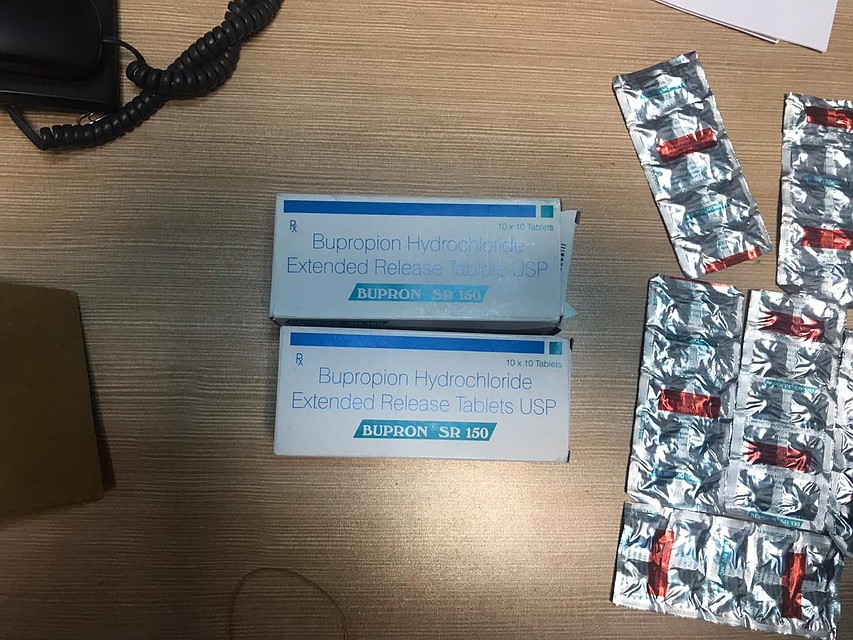 ℞
10 x 10 Tablets
Bupropion Hydrochloride
Extended Release Tablets USP
BUPRON SR 150
℞
10 x 10 Tablets
Bupropion Hydrochloride
Extended Release Tablets USP
BUPRON® SR 150